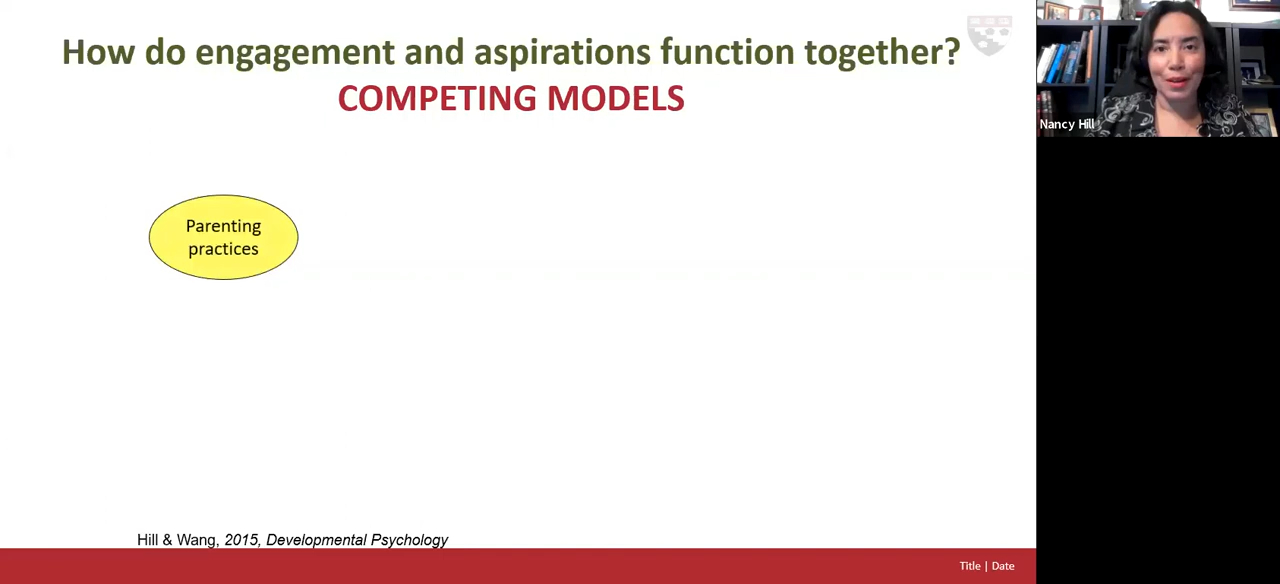 How do engagement and aspirations function together?
COMPETING MODELS
Nancy Hill
Parenting
practices
Hill & Wang, 2015, Developmental Psychology
Title | Date